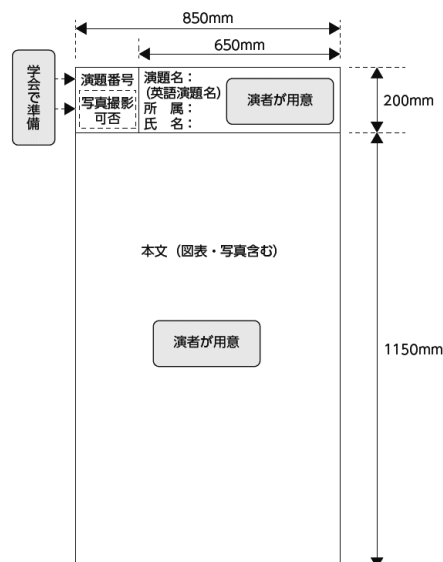 850mm
650mm
学会で準備
演題番号
写真撮影
可否
演題名：
(英語演題名)
所　属：
氏　名：
演者が用意
200mm
本文（図表・写真含む）
演者が用意
1150mm